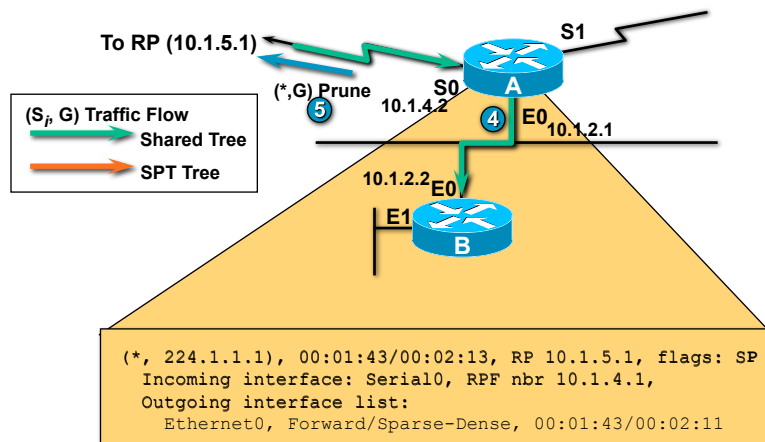 To RP (10.1.5.1)
S1
A
S0
(*,G) Prune
5
10.1.4.2
4
E0
10.1.2.1
(Si, G) Traffic Flow
Shared Tree
SPT Tree
10.1.2.2
E0
E1
B
(*, 224.1.1.1), 00:01:43/00:02:13, RP 10.1.5.1, flags: SP
Incoming interface: Serial0, RPF nbr 10.1.4.1,
Outgoing interface list:
Ethernet0, Forward/Sparse-Dense, 00:01:43/00:02:11